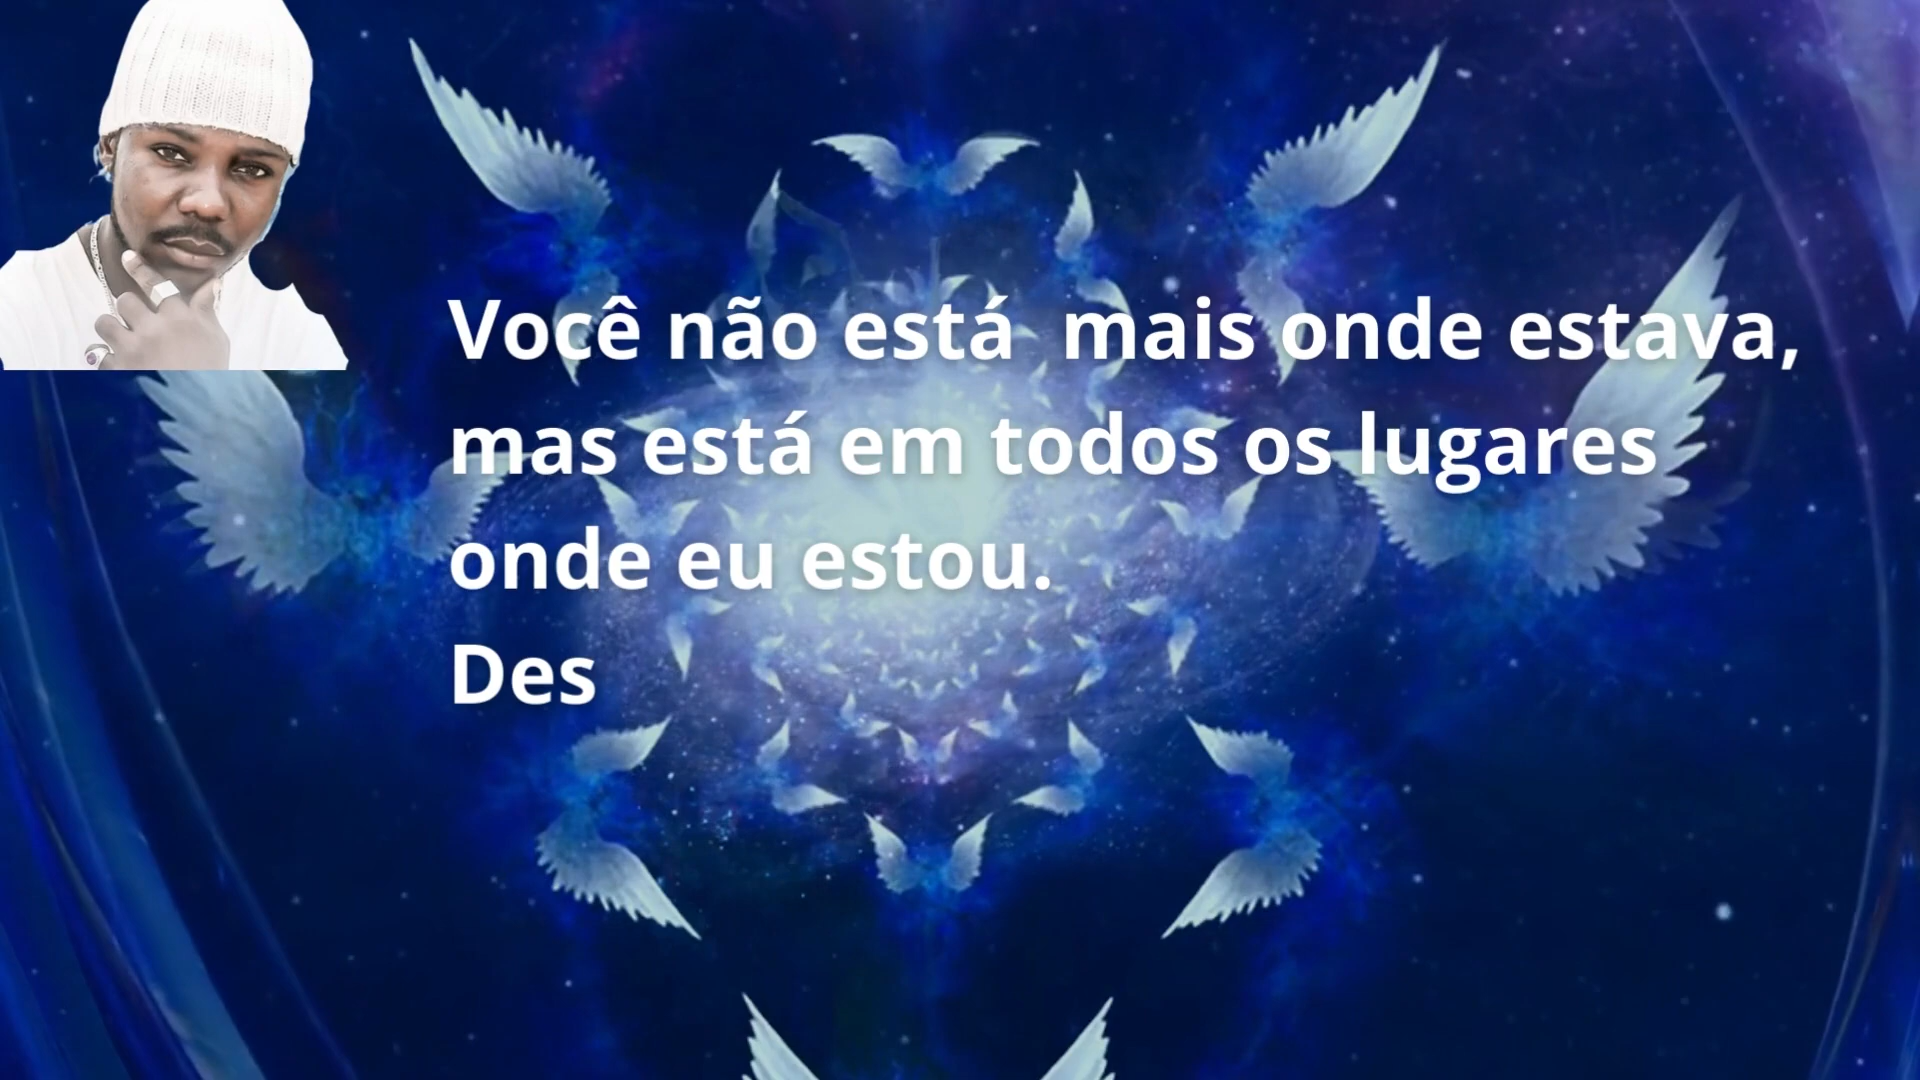 Você não está  mais onde estava,
mas está em todos os lugares
onde eu estou.
Des